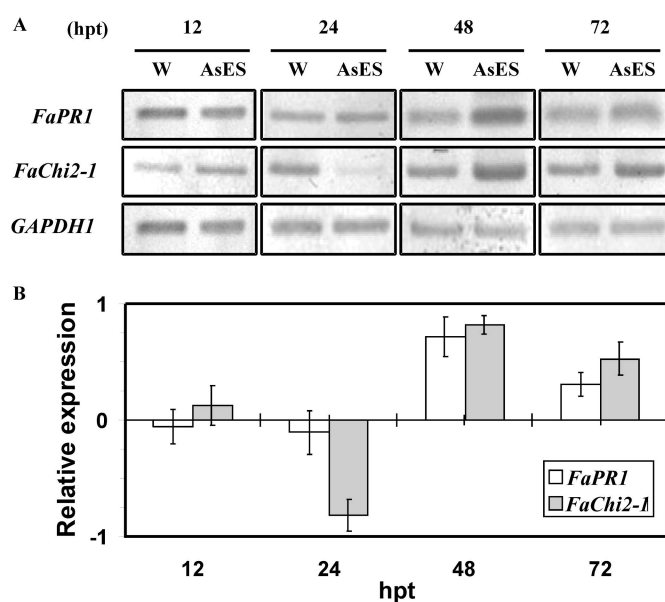 A (hpt) 12 24 48 72
W AsES W AsES W AsES W AsES
FaPR1
FaChi2-1
GAPDH1
B
Relative expression
1
0
-1
FaPR1
FaChi2-1
12 24 48 72
hpt